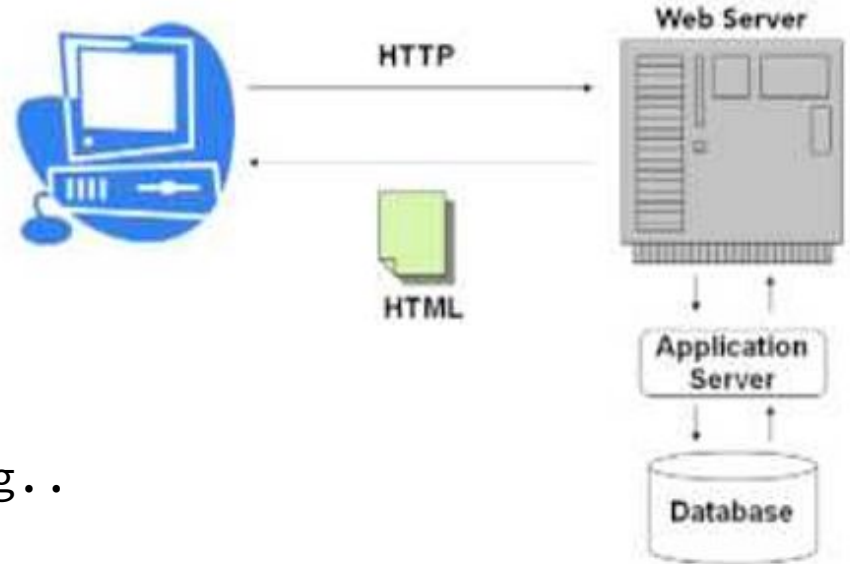 Web Server
HTTP
HTML
Application
Server
g..
Database